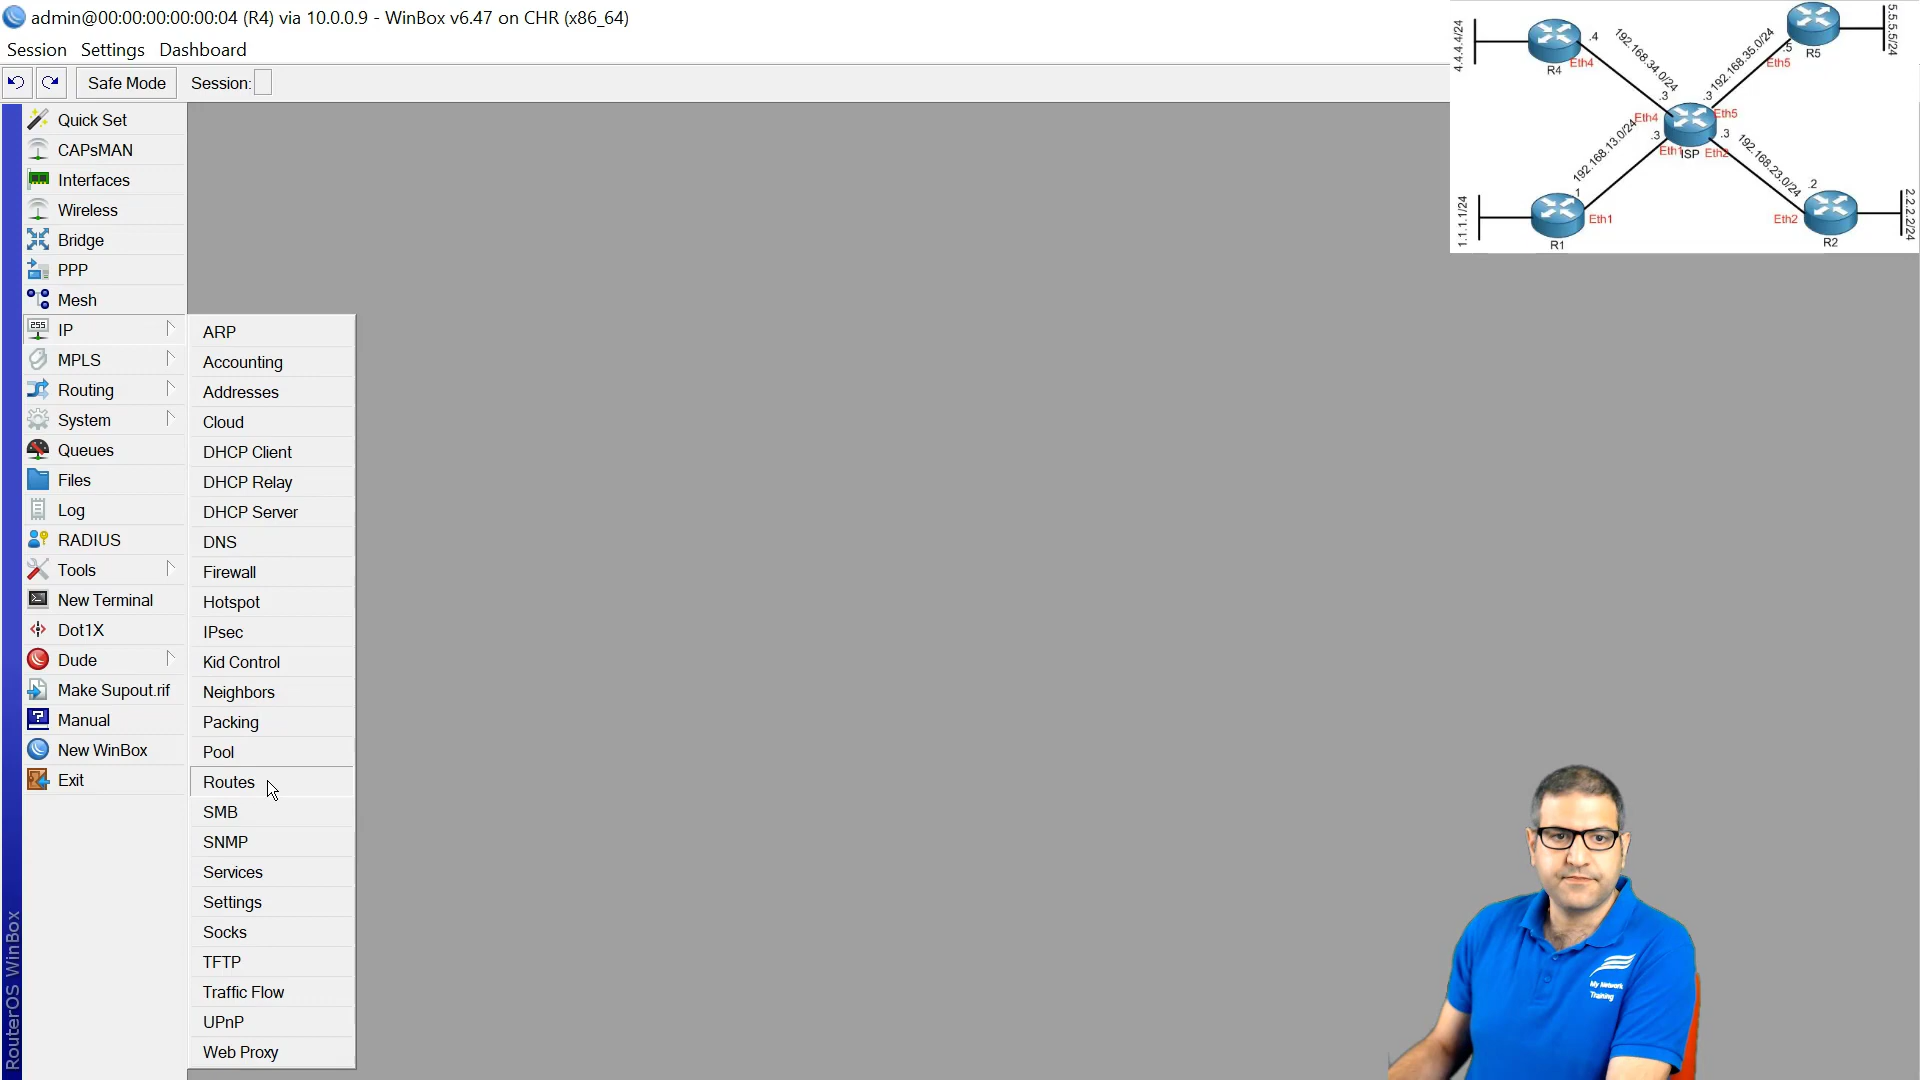 admin@00:00:00:00:00:04 (R4) via 10.0.0.9 - WinBox v6.47 on CHR (x86_64)
Session Settings Dashboard
Safe Mode Session:
Quick Set
CAPsMAN
Interfaces
Wireless
Bridge
PPP
Mesh
IP
MPLS
Routing
System
Queues
Files
Log
RADIUS
Tools
New Terminal
Dot1X
Dude
Make Supout.rif
Manual
New WinBox
Exit
RouterOS WinBox
ARP
Accounting
Addresses
Cloud
DHCP Client
DHCP Relay
DHCP Server
DNS
Firewall
Hotspot
IPsec
Kid Control
Neighbors
Packing
Pool
Routes
SMB
SNMP
Services
Settings
Socks
TFTP
Traffic Flow
UPnP
Web Proxy
4.4.4.4/24
R4
Eth4
.4
192.168.34.0/24
.3
Eth4
5.5.5.5/24
R5
Eth5
.5
192.168.35.0/24
.3
Eth5
ISP
1.1.1.1/24
R1
Eth1
.1
192.168.13.0/24
.3
Eth1
2.2.2.2/24
R2
Eth2
.2
192.168.23.0/24
.3
Eth2
255
My Network
Training